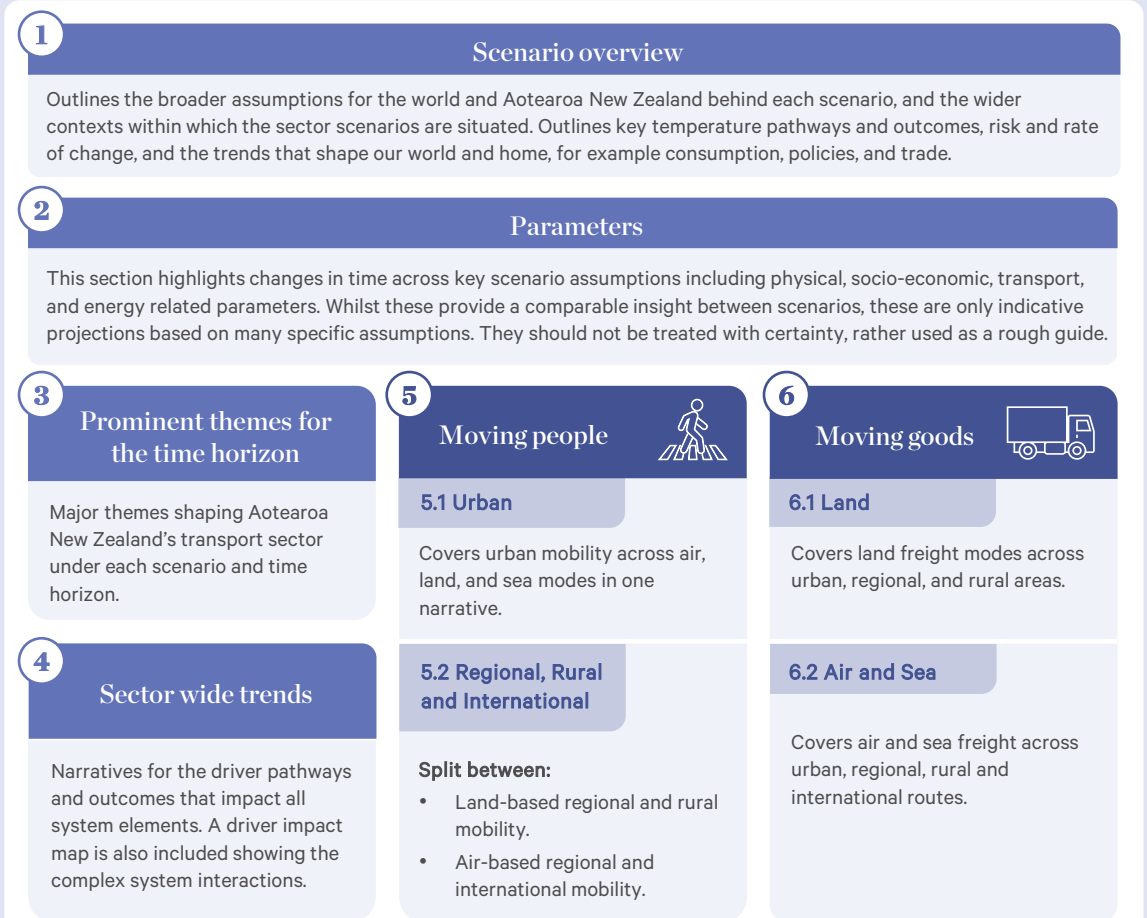 1
Scenario overview
Outlines the broader assumptions for the world and Aotearoa New Zealand behind each scenario, and the wider
contexts within which the sector scenarios are situated. Outlines key temperature pathways and outcomes, risk and rate
of change, and the trends that shape our world and home, for example consumption, policies, and trade.
2
Parameters
This section highlights changes in time across key scenario assumptions including physical, socio-economic, transport,
and energy related parameters. Whilst these provide a comparable insight between scenarios, these are only indicative
projections based on many specific assumptions. They should not be treated with certainty, rather used as a rough guide.
3
Prominent themes for
the time horizon
Major themes shaping Aotearoa
New Zealand's transport sector
under each scenario and time
horizon.
4
Sector wide trends
Narratives for the driver pathways
and outcomes that impact all
system elements. A driver impact
map is also included showing the
complex system interactions.
5
Moving people
5.1 Urban
Covers urban mobility across air,
land, and sea modes in one
narrative.
5.2 Regional, Rural
and International
Split between:
• Land-based regional and rural
mobility.
• Air-based regional and
international mobility.
6
Moving goods
6.1 Land
Covers land freight modes across
urban, regional, and rural areas.
6.2 Air and Sea
Covers air and sea freight across
urban, regional, rural and
international routes.